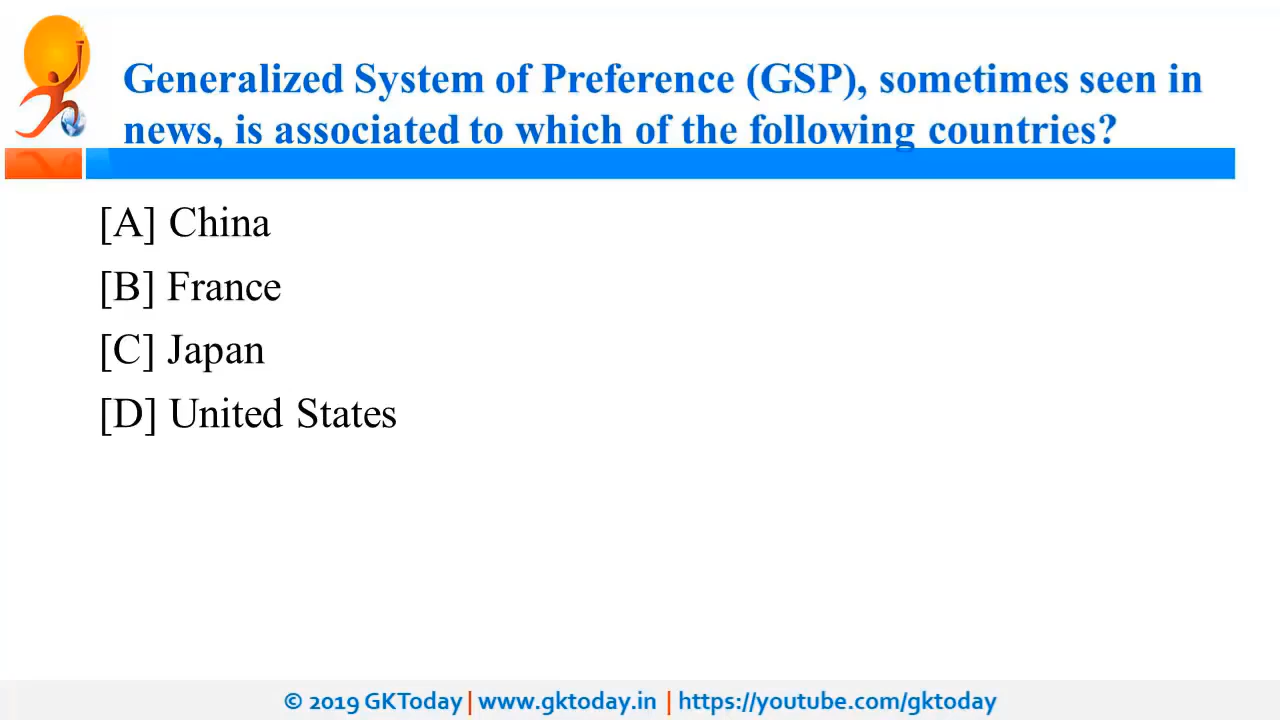 Generalized System of Preference (GSP), sometimes seen in
news, is associated to which of the following countries?
[A] China
[B] France
[C] Japan
[D] United States
© 2019 GKToday | www.gktoday.in | https://youtube.com/gktoday